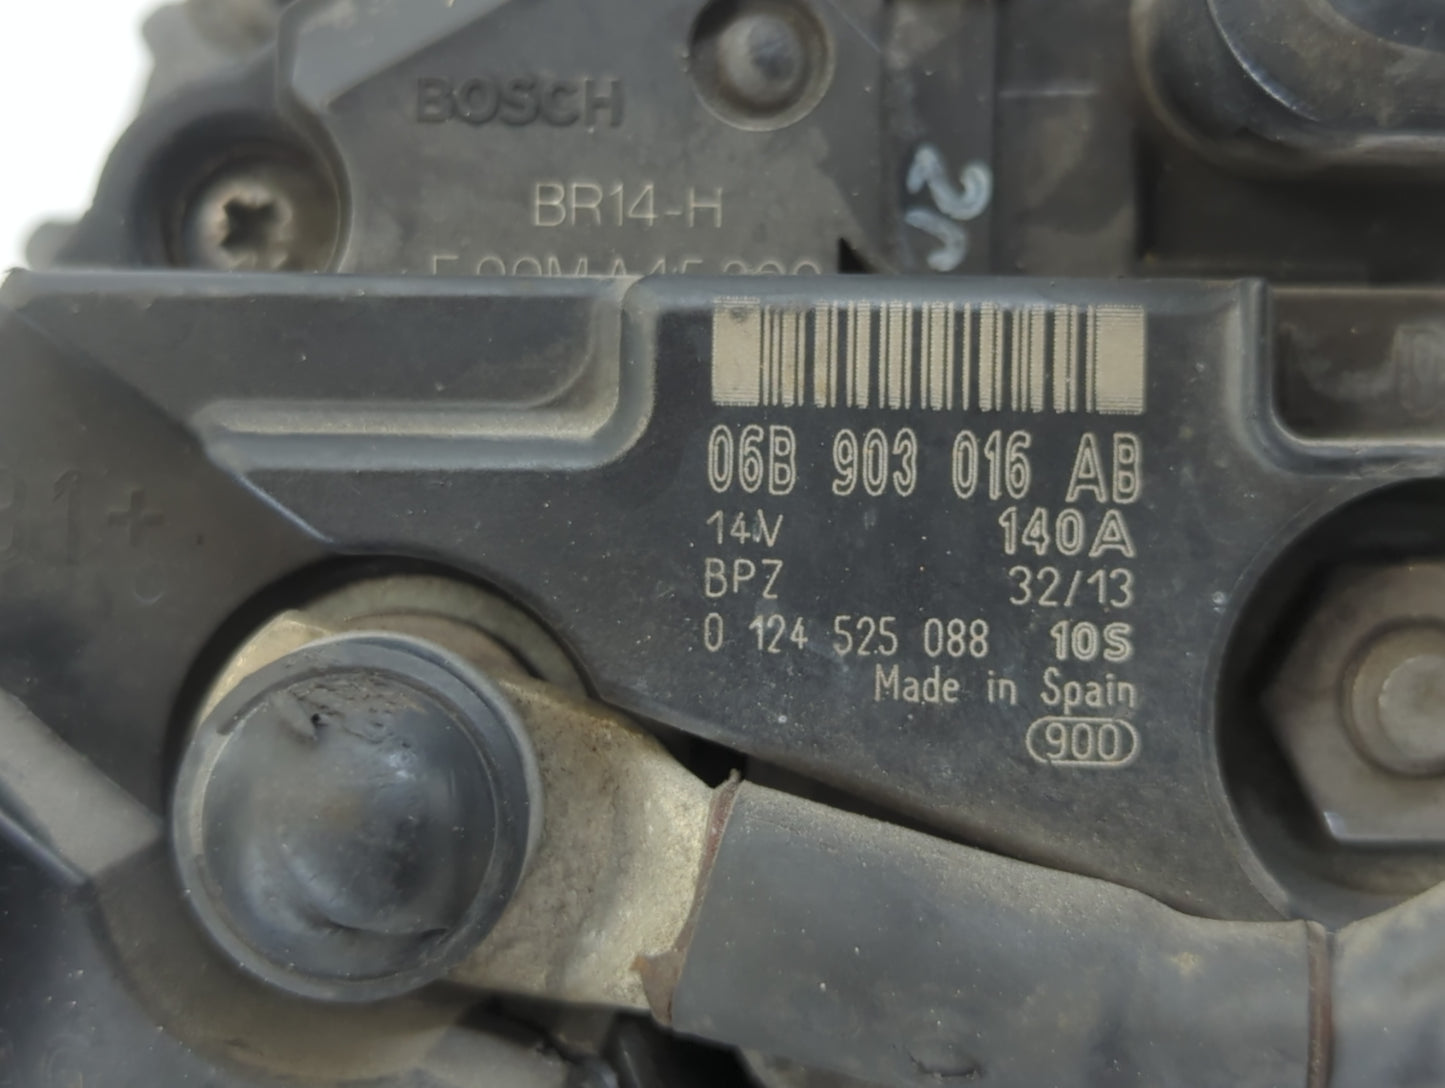 BOSCH
BR14-H
B1+
06B 903 016 AB
14V 140A
BPZ 32/13
0 124 525 088 10S
Made in Spain
900